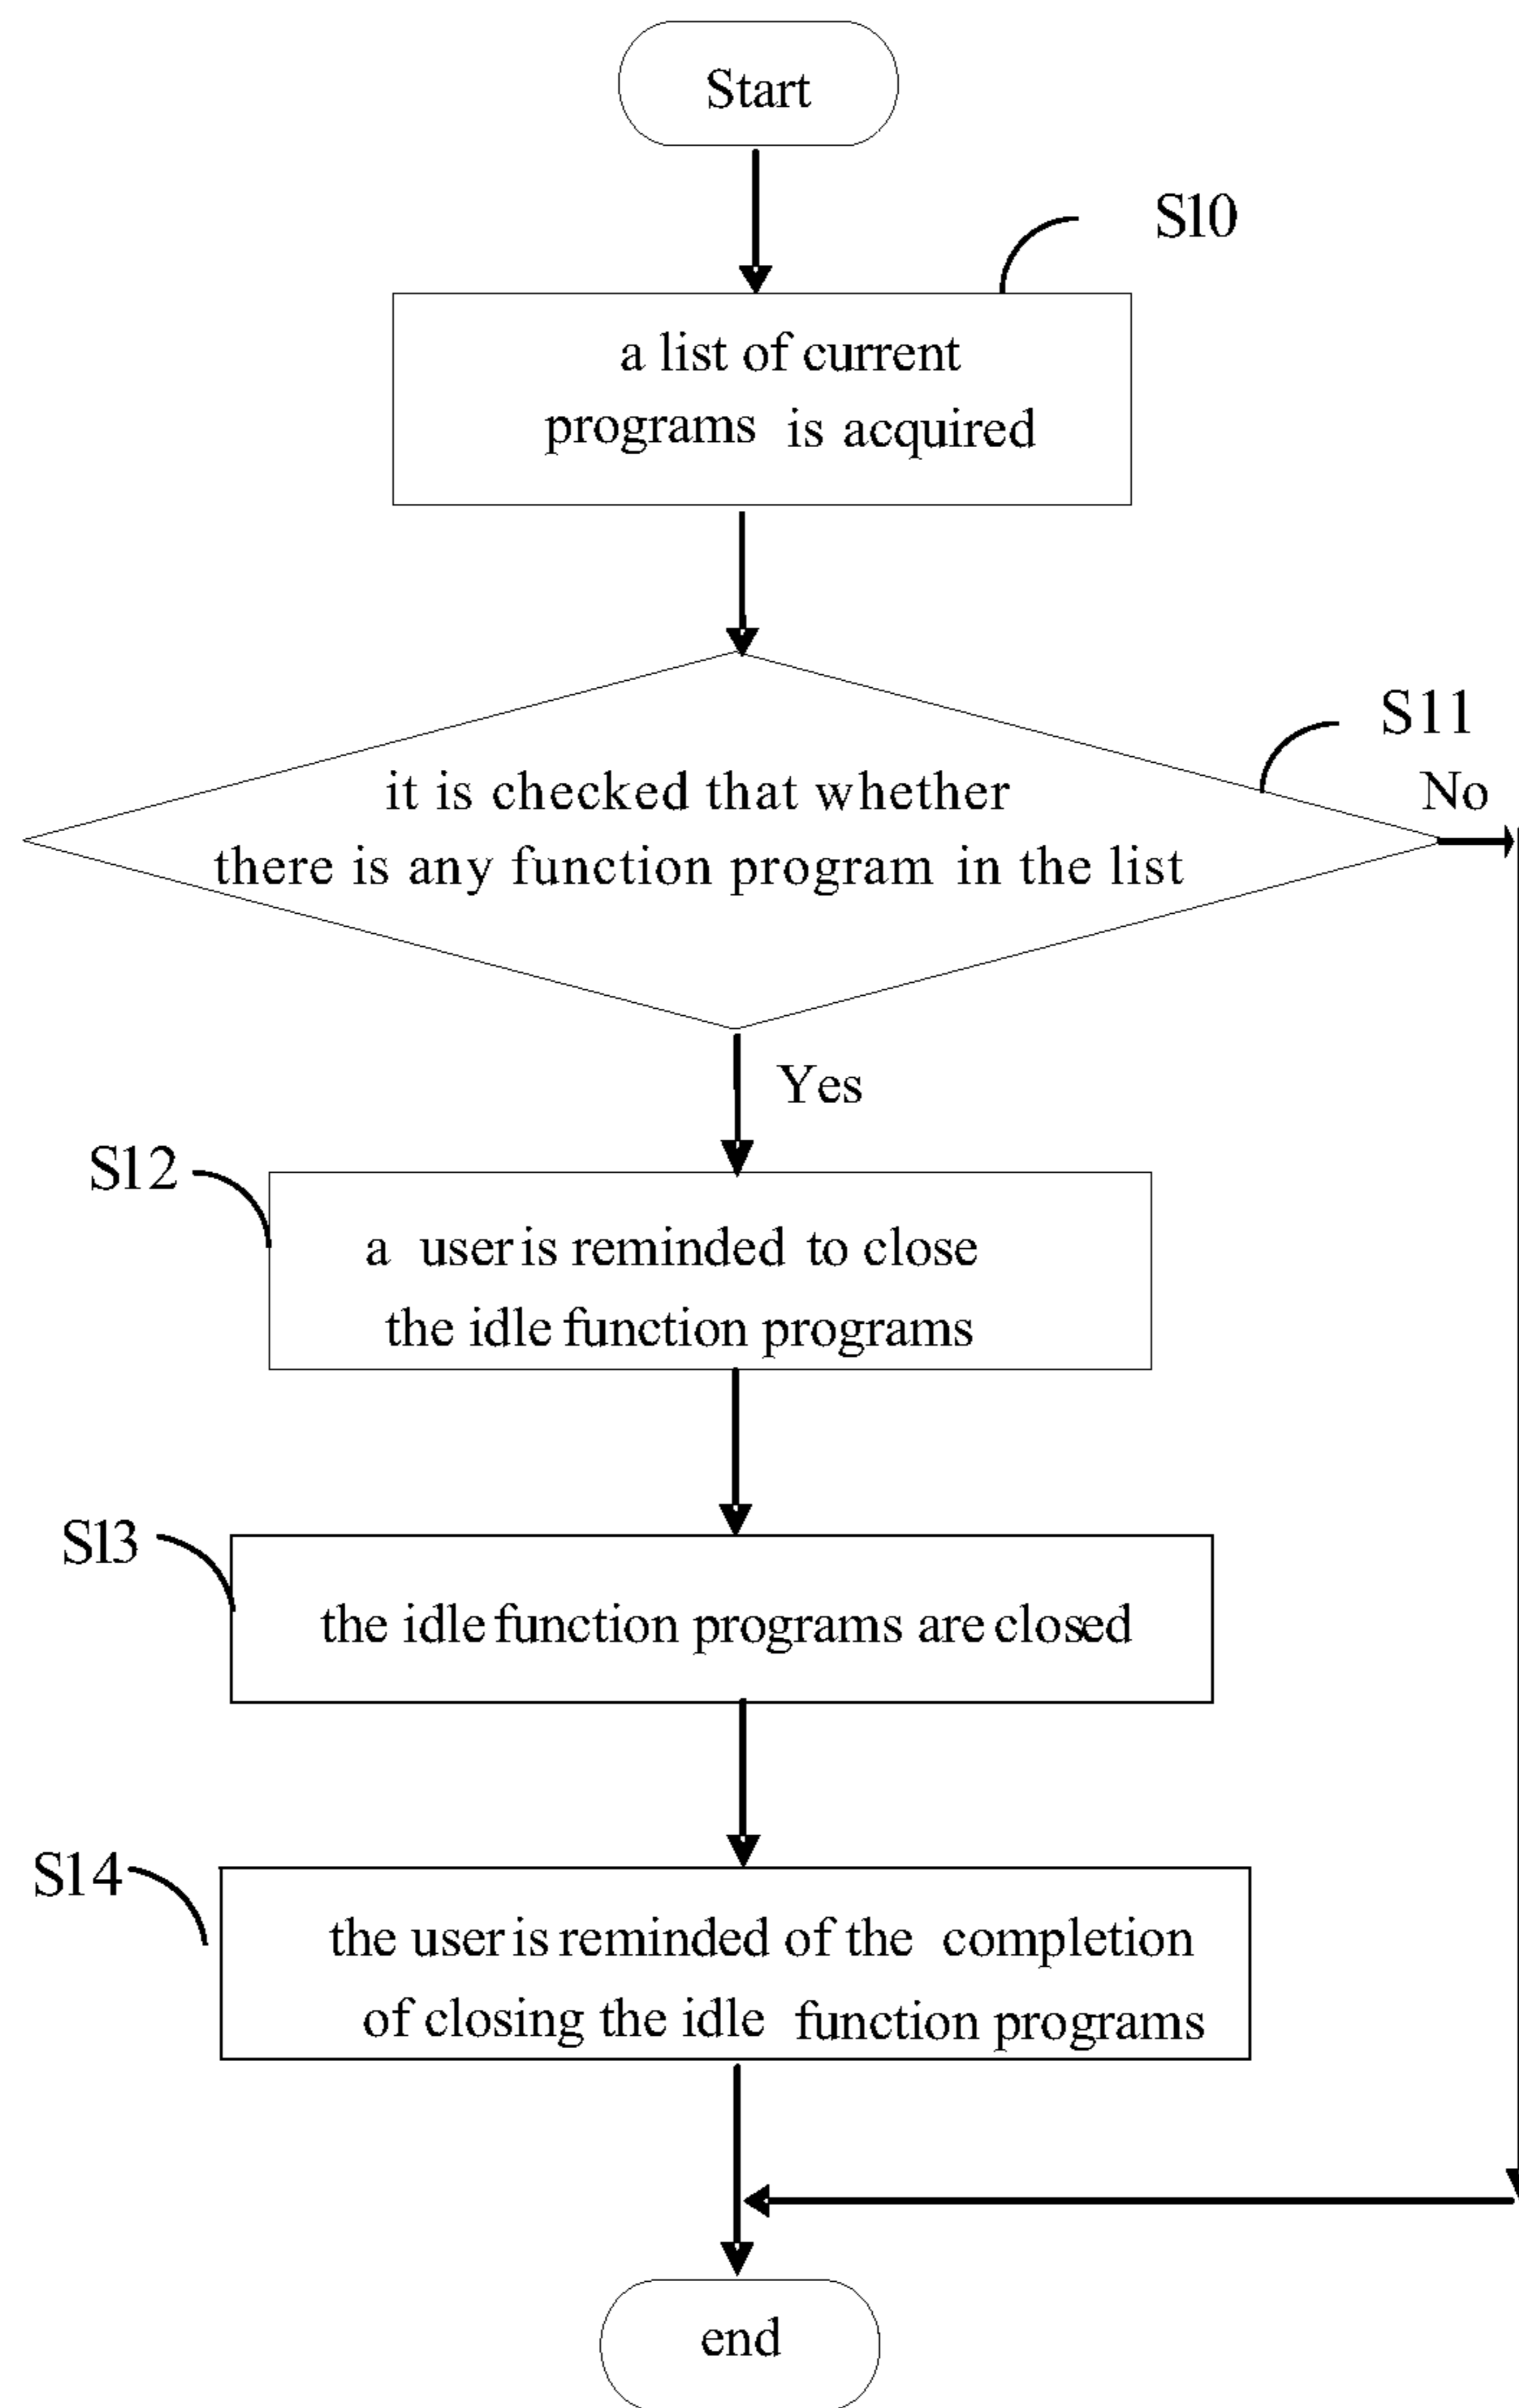 Start
S10
a list of current
programs is acquired
S11
No
it is checked that whether
there is any function program in the list
Yes
S12
a user is reminded to close
the idle function programs
S13
the idle function programs are closed
S14
the user is reminded of the completion
of closing the idle function programs
end